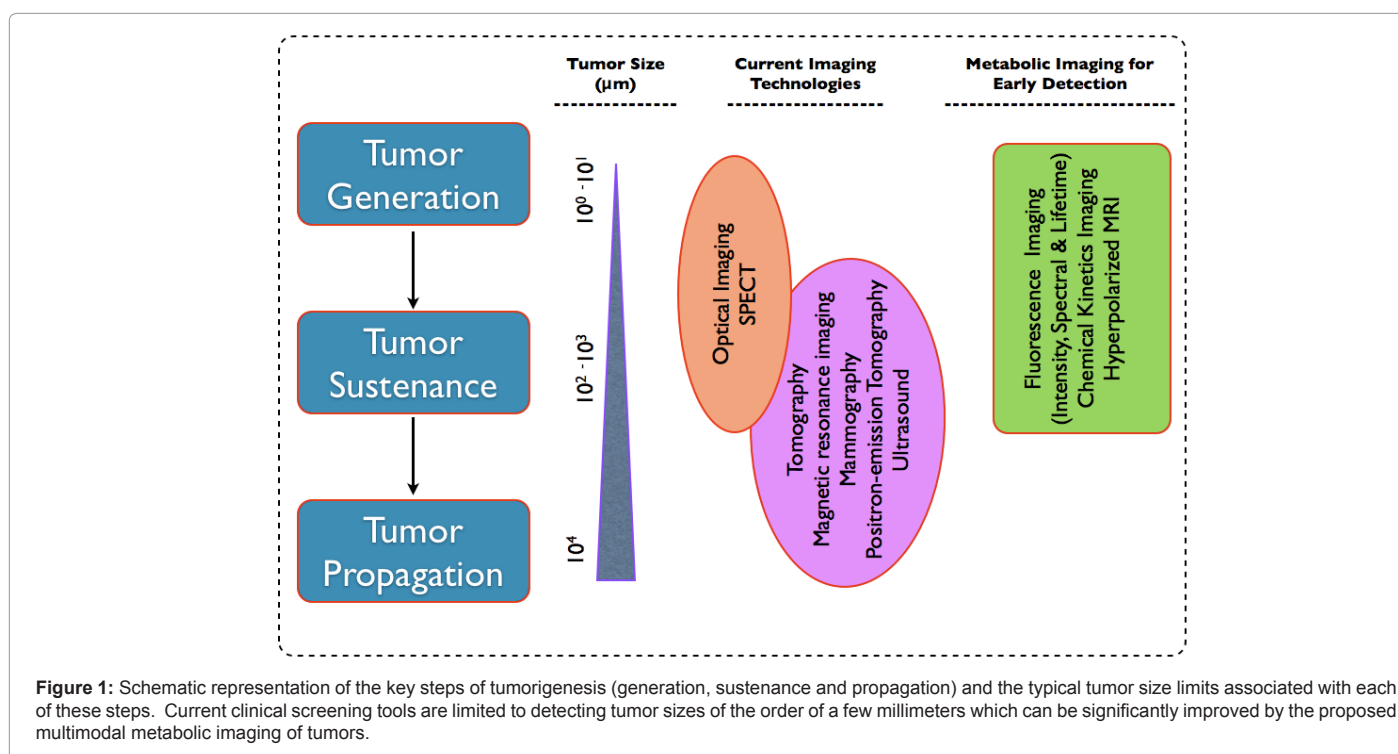 Tumor Size
(μm)
Current Imaging
Technologies
Metabolic Imaging for
Early Detection
Tumor
Generation
Tumor
Sustenance
Tumor
Propagation
10⁰ -10¹
10² -10³
10⁴
Optical Imaging
SPECT
Tomography
Magnetic resonance imaging
Mammography
Positron-emission Tomography
Ultrasound
Fluorescence Imaging
(Intensity, Spectral & Lifetime)
Chemical Kinetics Imaging
Hyperpolarized MRI
Figure 1: Schematic representation of the key steps of tumorigenesis (generation, sustenance and propagation) and the typical tumor size limits associated with each
of these steps. Current clinical screening tools are limited to detecting tumor sizes of the order of a few millimeters which can be significantly improved by the proposed
multimodal metabolic imaging of tumors.